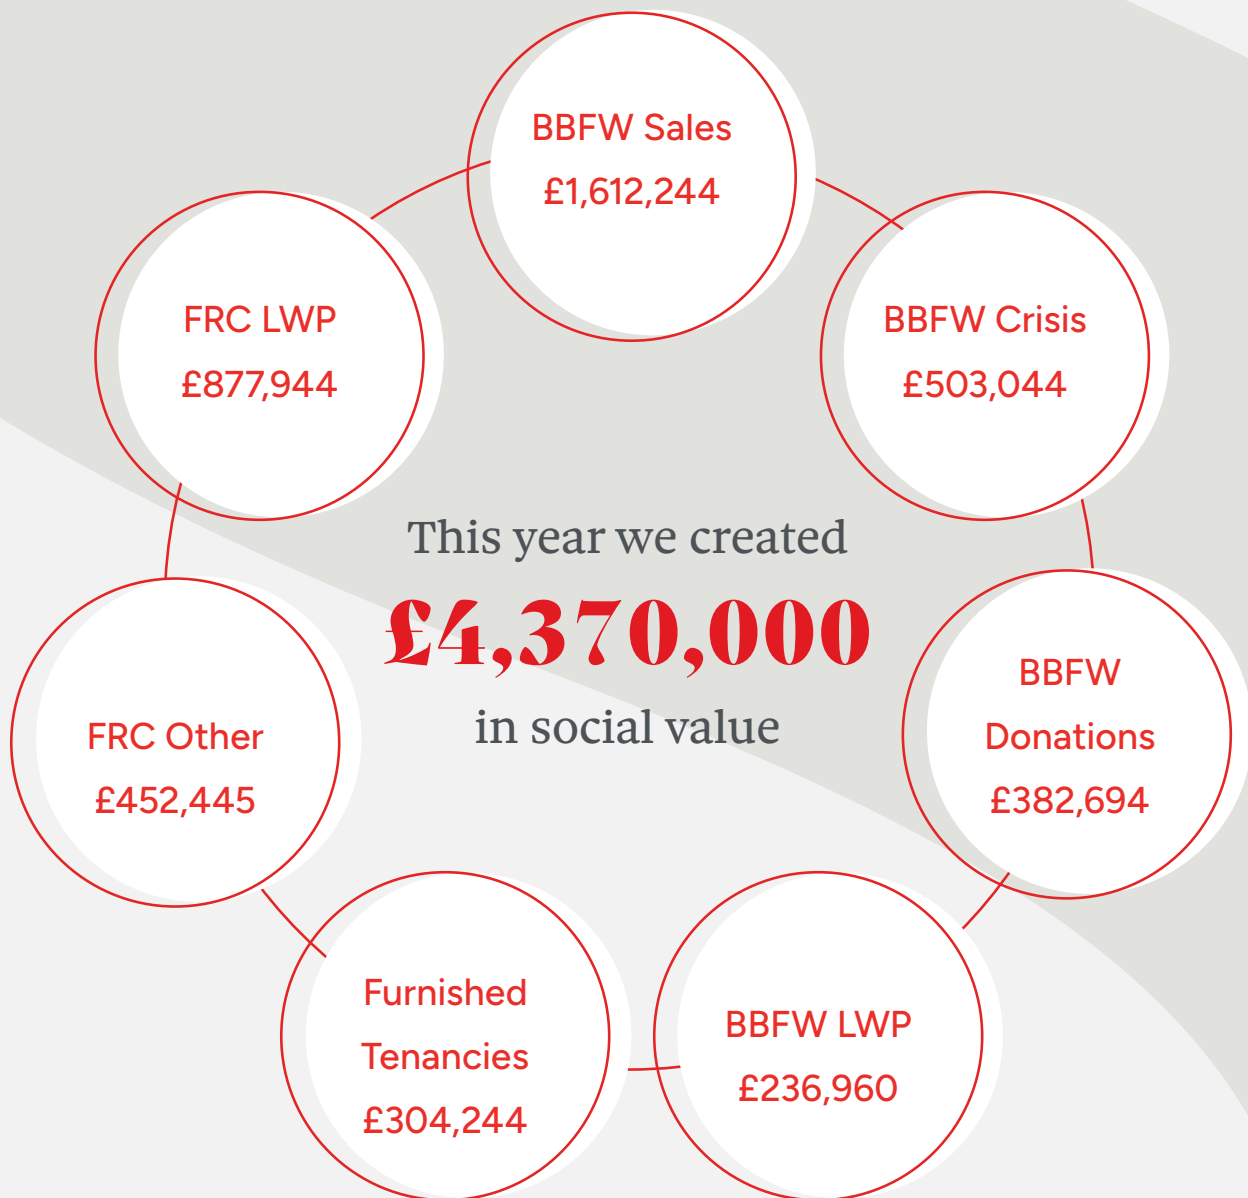 BBFW Sales
£1,612,244
BBFW Crisis
£503,044
BBFW
Donations
£382,694
BBFW LWP
£236,960
Furnished
Tenancies
£304,244
FRC Other
£452,445
FRC LWP
£877,944
This year we created
£4,370,000
in social value